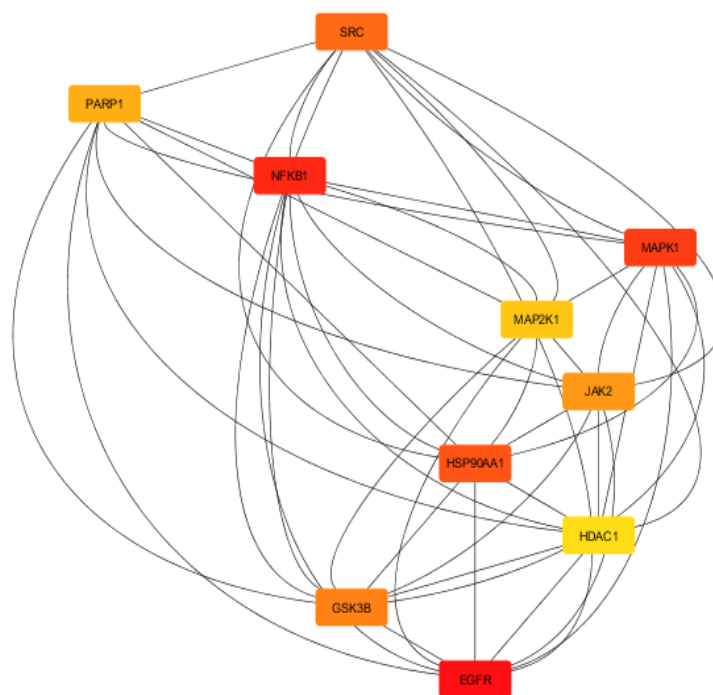 SRC
PARP1
NFKB1
MAPK1
MAP2K1
JAK2
HSP90AA1
HDAC1
GSK3B
EGFR